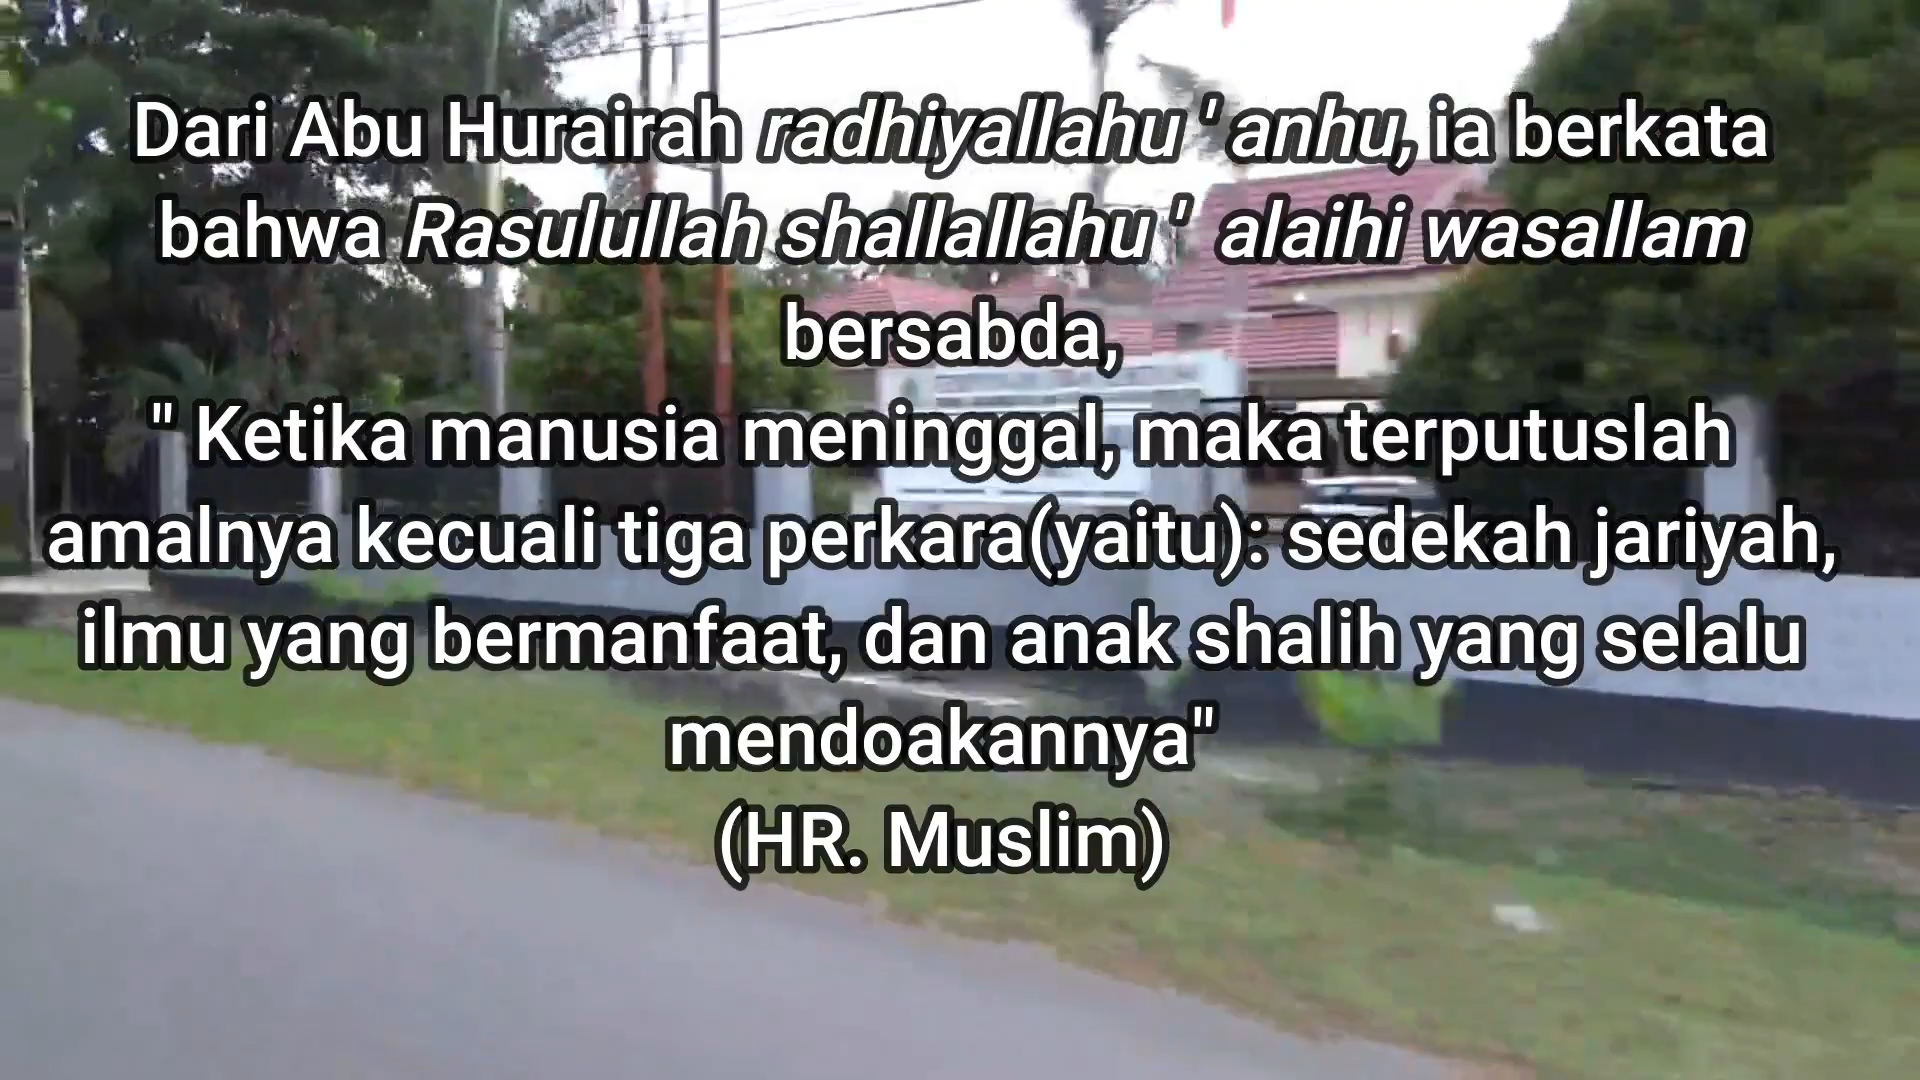 Dari Abu Hurairah radhiyallahu ' anhu, ia berkata
bahwa Rasulullah shallallahu ' alaihi wasallam
bersabda,
" Ketika manusia meninggal, maka terputuslah
amalnya kecuali tiga perkara(yaitu): sedekah jariyah,
ilmu yang bermanfaat, dan anak shalih yang selalu
mendoakannya"
(HR. Muslim)